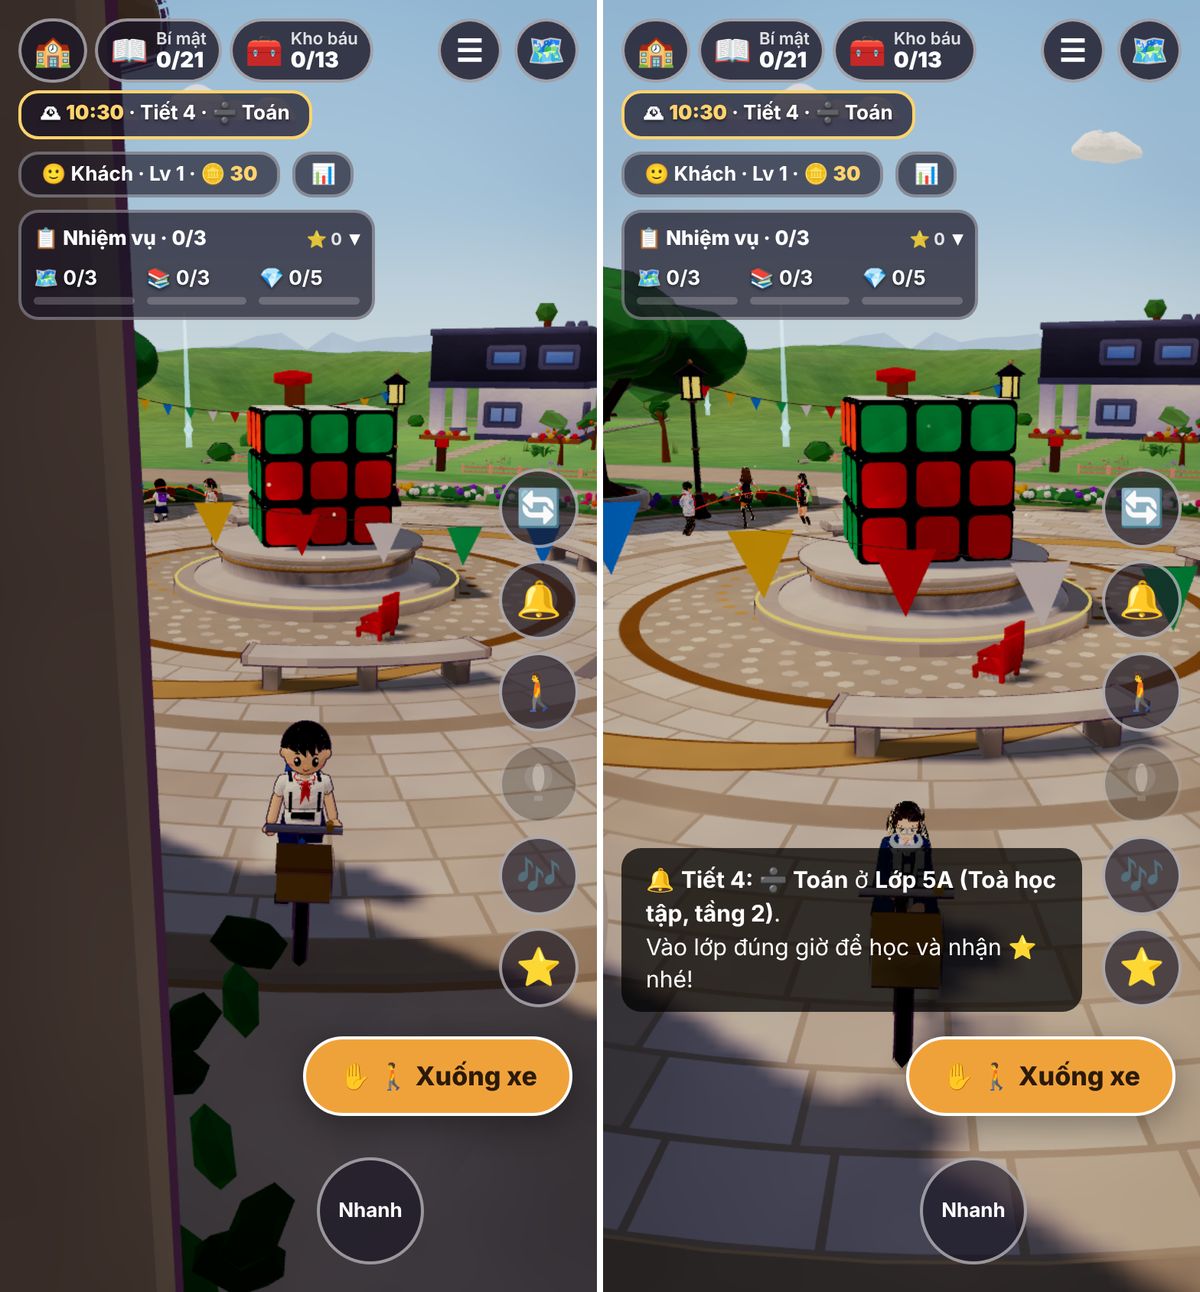 Bí mật
0/21
Kho báu
0/13
10:30 · Tiết 4 · ➗ Toán
Khách · Lv 1 · 30
Nhiệm vụ · 0/3
0 ▼
0/3
0/3
0/5
Xuống xe
Nhanh
Bí mật
0/21
Kho báu
0/13
10:30 · Tiết 4 · ➗ Toán
Khách · Lv 1 · 30
Nhiệm vụ · 0/3
0 ▼
0/3
0/3
0/5
🔔 Tiết 4: ➗ Toán ở Lớp 5A (Toà học
tập, tầng 2).
Vào lớp đúng giờ để học và nhận ⭐
nhé!
Xuống xe
Nhanh